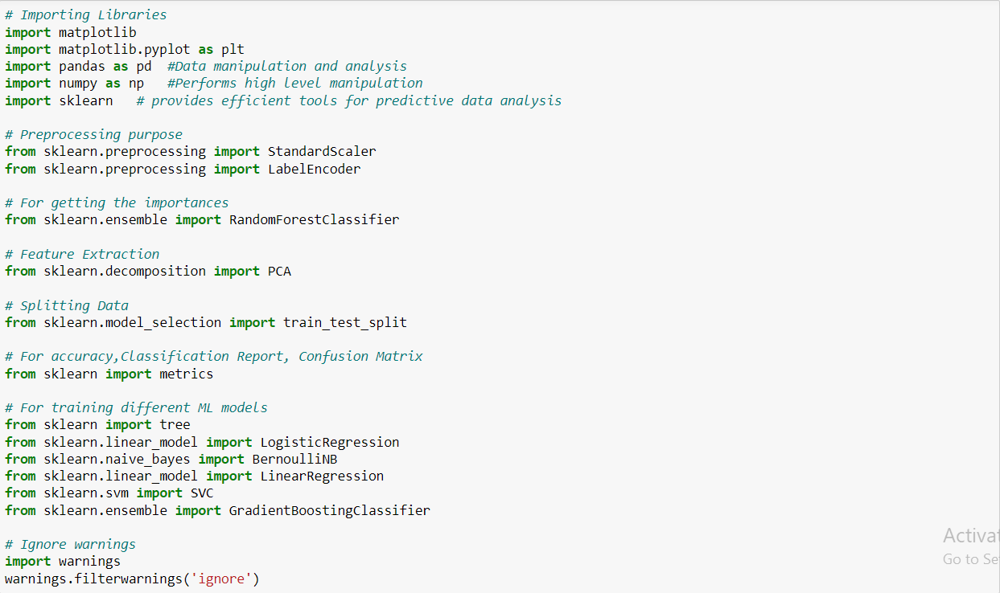 # Importing Libraries
import matplotlib
import matplotlib.pyplot as plt
import pandas as pd  #Data manipulation and analysis
import numpy as np   #Performs high level manipulation
import sklearn   # provides efficient tools for predictive data analysis
# Preprocessing purpose
from sklearn.preprocessing import StandardScaler
from sklearn.preprocessing import LabelEncoder
# For getting the importances
from sklearn.ensemble import RandomForestClassifier
# Feature Extraction
from sklearn.decomposition import PCA
# Splitting Data
from sklearn.model_selection import train_test_split
# For accuracy,Classification Report, Confusion Matrix
from sklearn import metrics
# For training different ML models
from sklearn import tree
from sklearn.linear_model import LogisticRegression
from sklearn.naive_bayes import BernoulliNB
from sklearn.linear_model import LinearRegression
from sklearn.svm import SVC
from sklearn.ensemble import GradientBoostingClassifier
# Ignore warnings
import warnings
warnings.filterwarnings('ignore')
Activat
Go to Se